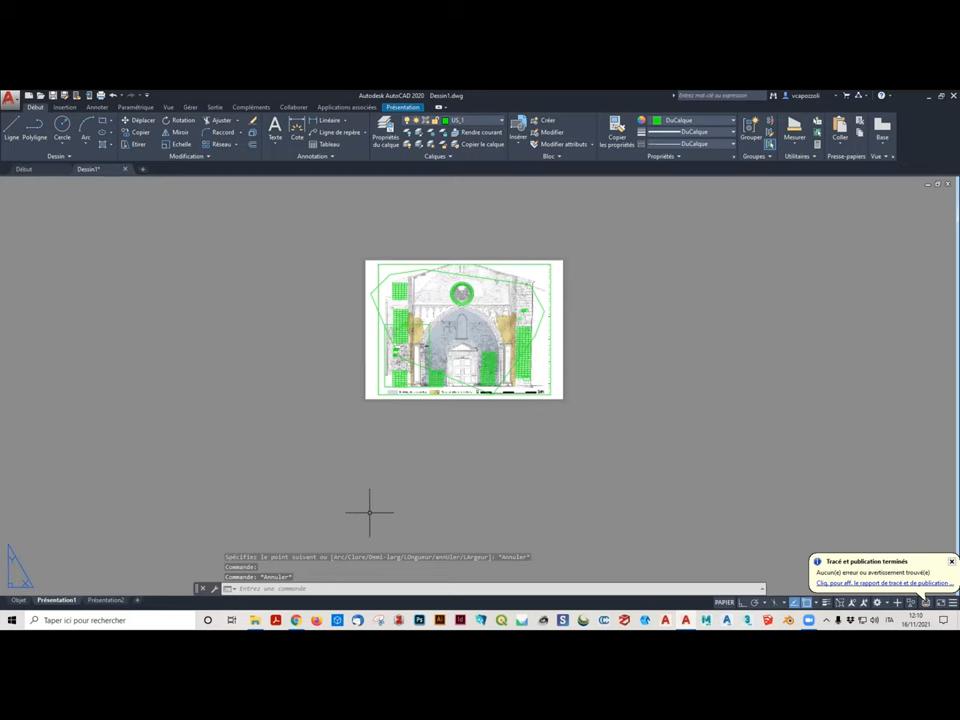 Autodesk AutoCAD 2020 Dessin1.dwg
Entrez mot-clé ou expression
vcapozzoli
Début Insertion Annoter Paramétrique Vue Gérer Sortie Compléments Collaborer Applications associées Présentation
Déplacer Rotation Ajuster Linéaire US_1 Créer DuCalque
Ligne Polyligne Cercle Arc Copier Miroir Raccord Texte Cote Ligne de repère Propriétés du calque Rendre courant Insérer Modifier Copier les propriétés DuCalque Grouper Mesurer Coller Base
Etirer Echelle Réseau Tableau Copier le calque Modifier attributs DuCalque
Dessin Modification Annotation Calques Bloc Propriétés Groupes Utilitaires Presse-papiers Vue
Début Dessin1*
Spécifiez le point suivant ou [Arc/Clore/Demi-larg/LOngueur/annUler/LArgeur]: *Annuler*
Commande:
Commande: *Annuler*
Entrez une commande
Tracé et publication terminés
Aucun(e) erreur ou avertissement trouvé(e)
Cliq. pour aff. le rapport de tracé et de publication ...
Objet Présentation1 Présentation2
PAPIER
Taper ici pour rechercher
ITA
12:10
16/11/2021